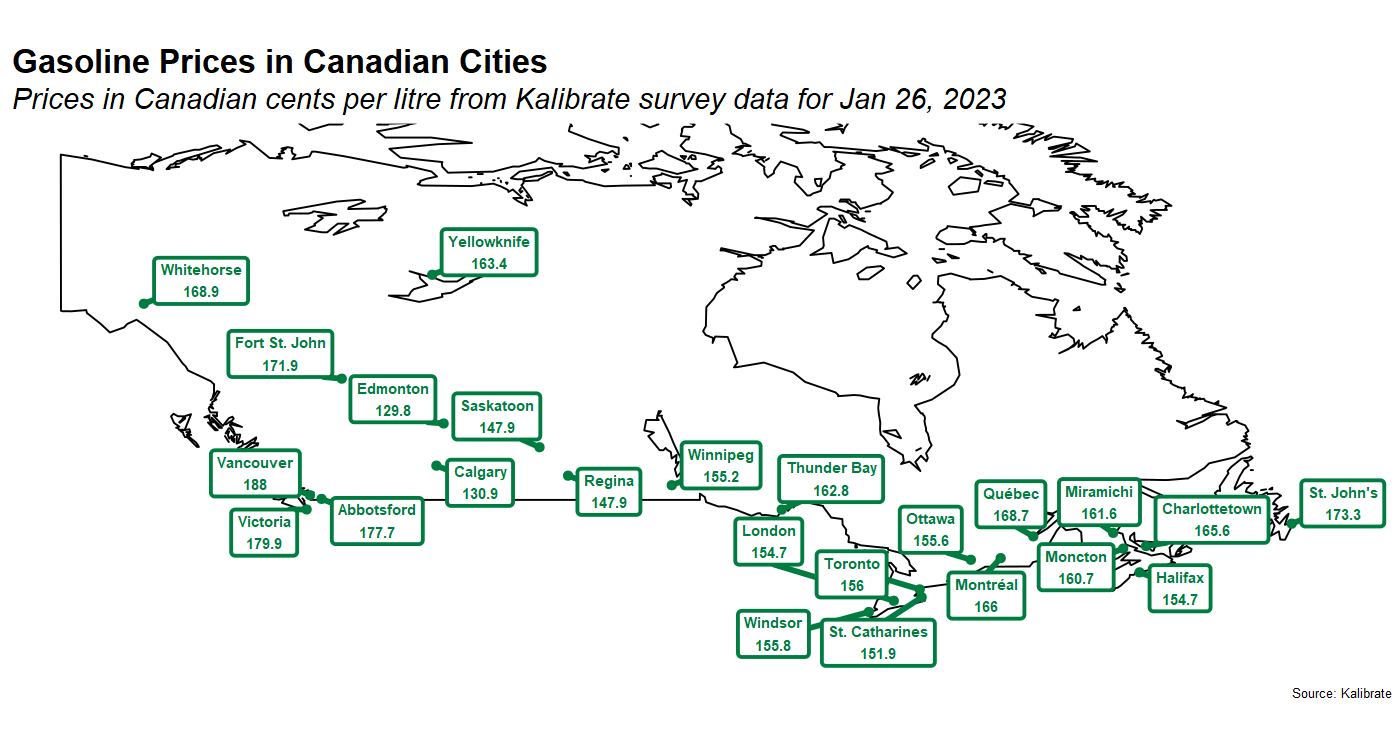 Gasoline Prices in Canadian Cities
Prices in Canadian cents per litre from Kalibrate survey data for Jan 26, 2023
Yellowknife
163.4
Whitehorse
168.9
Fort St. John
171.9
Edmonton
129.8
Saskatoon
147.9
Vancouver
188
Calgary
130.9
Regina
147.9
Winnipeg
155.2
Thunder Bay
162.8
Victoria
179.9
Abbotsford
177.7
London
154.7
Toronto
156
Ottawa
155.6
Québec
168.7
Miramichi
161.6
Charlottetown
165.6
St. John's
173.3
Moncton
160.7
Montréal
166
Halifax
154.7
Windsor
155.8
St. Catharines
151.9
Source: Kalibrate